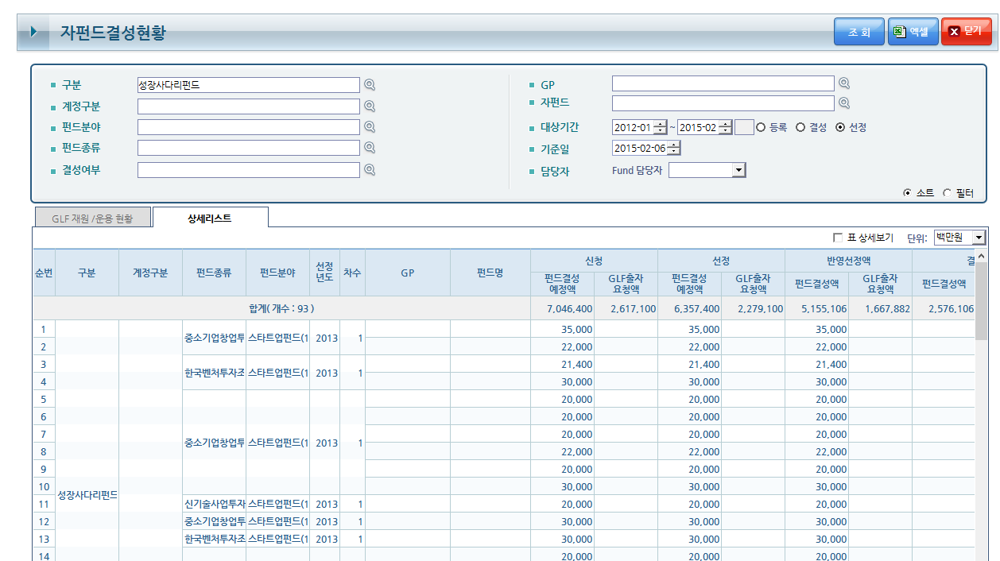 자펀드결성현황
조 회
엑셀
닫기
구분 성장사다리펀드
GP
계정구분
자펀드
펀드분야
대상기간 2012-01 ~ 2015-02 등록 결성 선정
펀드종류
기준일 2015-02-06
결성여부
담당자 Fund 담당자
소트 필터
GLF 재원 /운용 현황 상세리스트
표 상세보기 단위: 백만원
순번 구분 계정구분 펀드종류 펀드분야 선정년도 차수 GP 펀드명 신청 선정 반영선정액 결
펀드결성예정액 GLF출자요청액 펀드결성예정액 GLF출자요청액 펀드결성액 GLF출자요청액 펀드결성액
합계( 개수 : 93 ) 7,046,400 2,617,100 6,357,400 2,279,100 5,155,106 1,667,882 2,576,106
1 중소기업창업투 스타트업펀드(1 2013 1 35,000 35,000 35,000
2 22,000 22,000 22,000
3 한국벤처투자조 스타트업펀드(1 2013 1 21,400 21,400 21,400
4 30,000 30,000 30,000
5 20,000 20,000 20,000
6 20,000 20,000 20,000
7 중소기업창업투 스타트업펀드(1 2013 1 20,000 20,000 20,000
8 22,000 22,000 22,000
9 20,000 20,000 20,000
10 성장사다리펀드 30,000 30,000 30,000
11 신기술사업투자 스타트업펀드(1 2013 1 20,000 20,000 20,000
12 중소기업창업투 스타트업펀드(1 2013 1 30,000 30,000 30,000
13 한국벤처투자조 스타트업펀드(1 2013 1 30,000 30,000 30,000
14 20,000 20,000 20,000